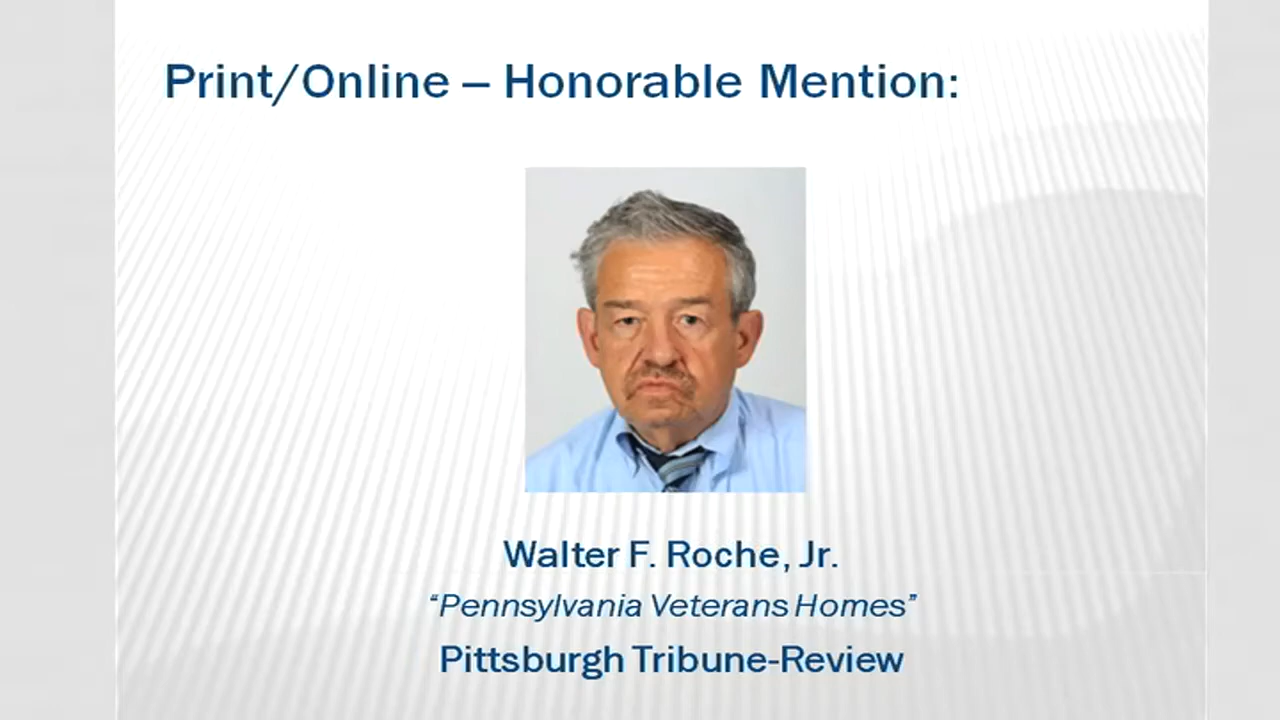 Print/Online – Honorable Mention:
Walter F. Roche, Jr.
“Pennsylvania Veterans Homes”
Pittsburgh Tribune-Review